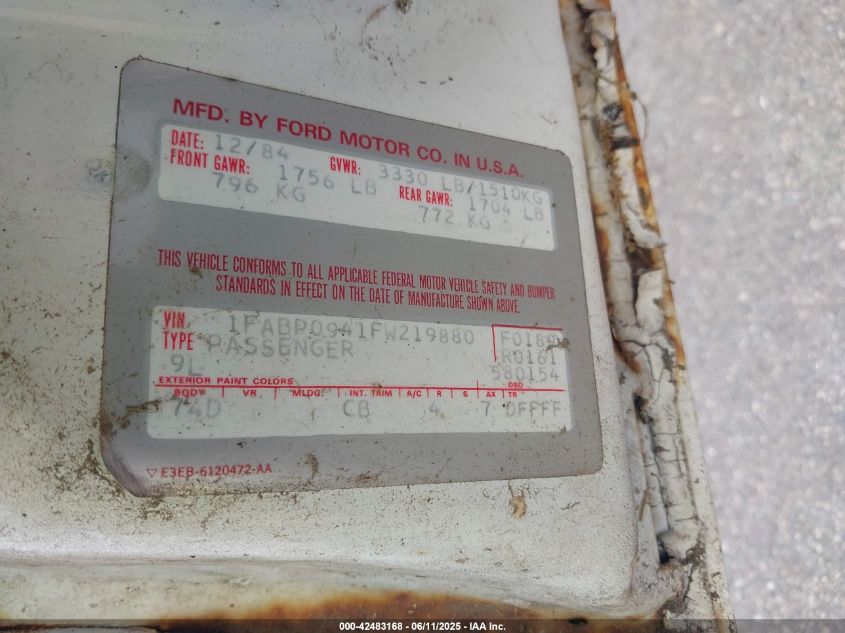 MFD. BY FORD MOTOR CO. IN U.S.A.
DATE: 12/84 GVWR: 3330 LB/1510KG
FRONT GAWR: 1756 LB REAR GAWR: 1704 LB
796 KG 772 KG
THIS VEHICLE CONFORMS TO ALL APPLICABLE FEDERAL MOTOR VEHICLE SAFETY AND BUMPER
STANDARDS IN EFFECT ON THE DATE OF MANUFACTURE SHOWN ABOVE.
VIN 1FABP0941FW219880
TYPE PASSENGER R0161
9L 580154
EXTERIOR PAINT COLORS DSO
BODY VR MLDG. INT. TRIM A/C R S AX TR
74D CB 4 7 DFFFF
▽ E3EB-6120472-AA
000-42483168 - 06/11/2025 - IAA Inc.